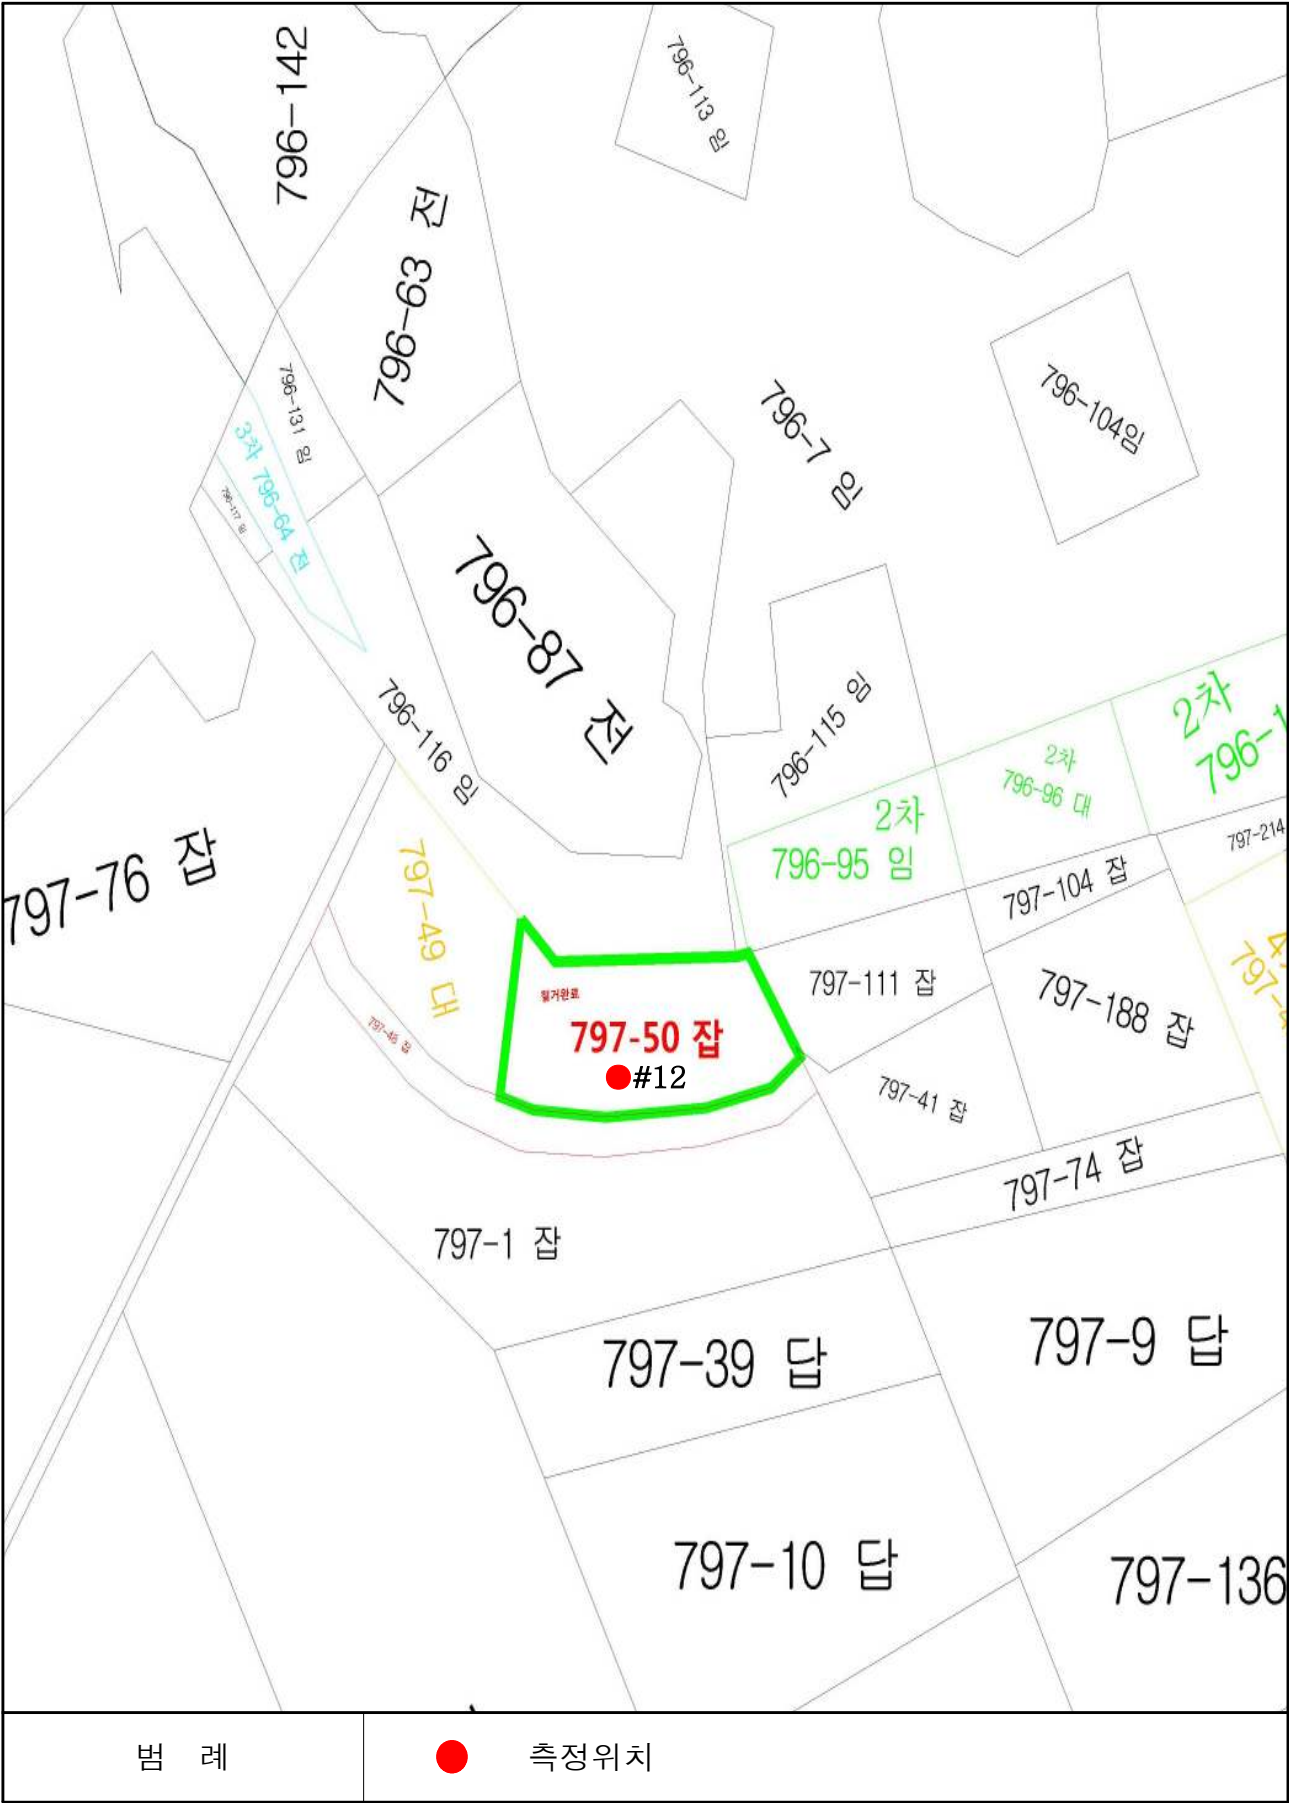 796-142
796-113 임
796-63 전
796-131 임
796-7 임
796-104임
3차 796-64 전
796-117 임
796-87 전
796-116 임
796-115 임
2차
796-1
2차
796-96 대
2차
796-95 임
797-214
797-76 잡
797-49 대
797-104 잡
797-111 잡
797-188 잡
797-
797-50 잡
#12
797-41 잡
797-74 잡
797-1 잡
797-39 답
797-9 답
797-10 답
797-136
범 례
측정위치